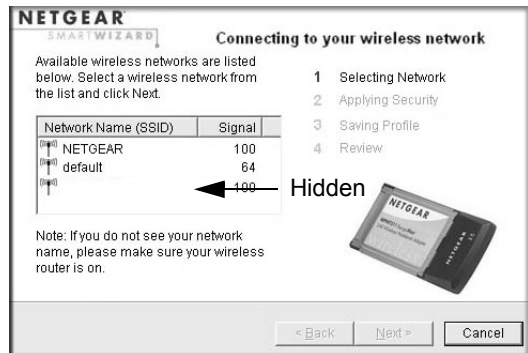 NETGEAR
SMARTWIZARD
Connecting to your wireless network
Available wireless networks are listed
below. Select a wireless network from
the list and click Next.
Network Name (SSID) Signal
NETGEAR 100
default 64
100
Hidden
Note: If you do not see your network
name, please make sure your wireless
router is on.
1 Selecting Network
2 Applying Security
3 Saving Profile
4 Review
NETGEAR
< Back
Next >
Cancel